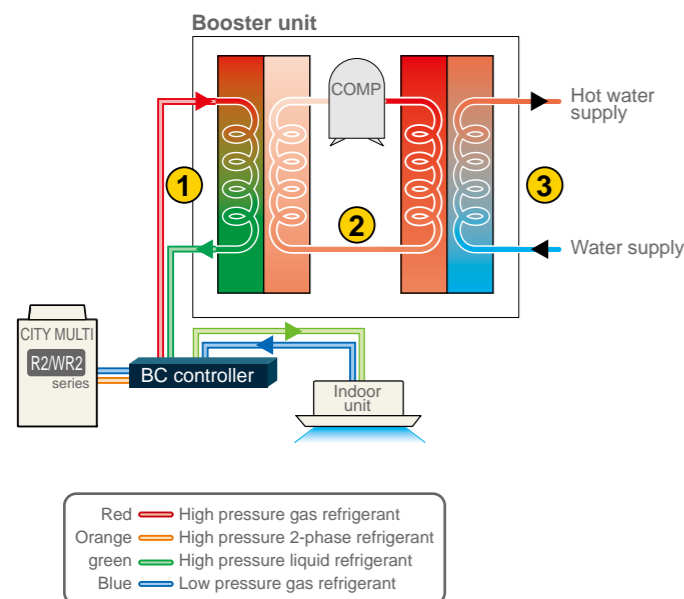 Booster unit
COMP
Hot water
supply
1
2
3
Water supply
CITY MULTI
R2/WR2
series
BC controller
Indoor
unit
Red High pressure gas refrigerant
Orange High pressure 2-phase refrigerant
green High pressure liquid refrigerant
Blue Low pressure gas refrigerant